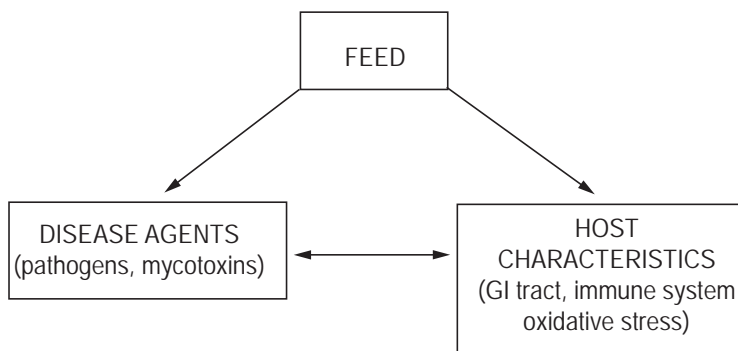 FEED
DISEASE AGENTS
(pathogens, mycotoxins)
HOST
CHARACTERISTICS
(GI tract, immune system
oxidative stress)